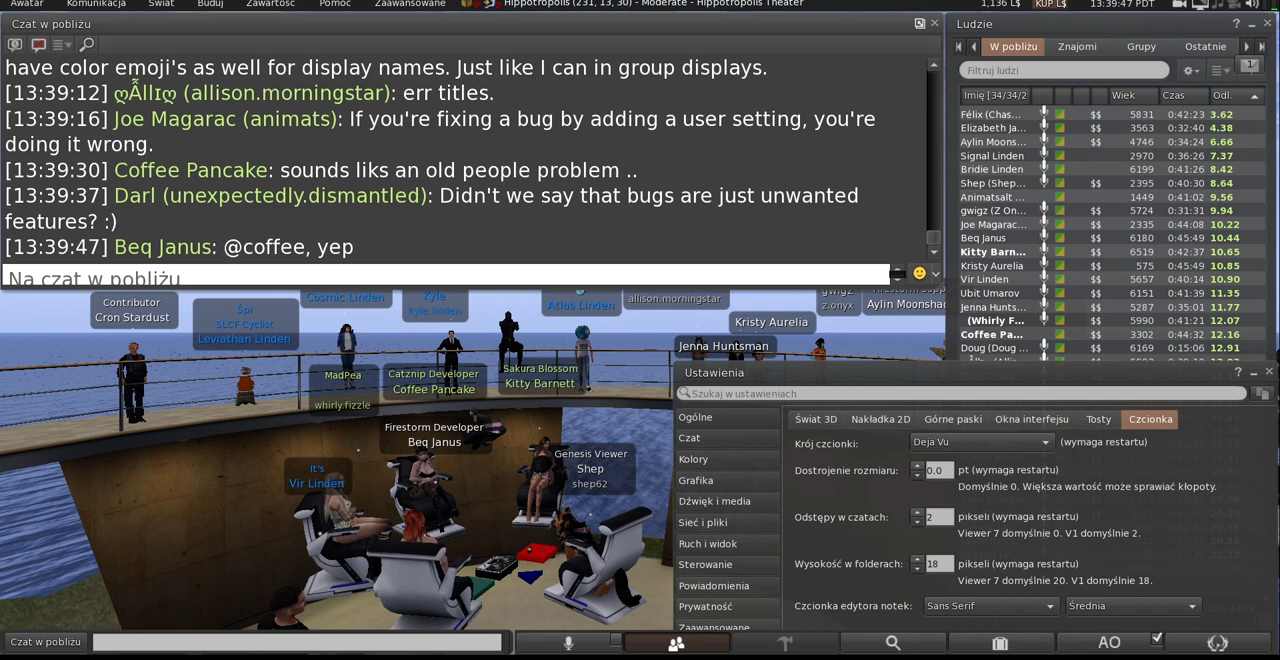 Awatar Komunikacja Świat Buduj Zawartość Pomoc Zaawansowane Hippotropolis (231, 13, 30) - Moderate - Hippotropolis Theater 1,136 L$ KUP L$ 13:39:47 PDT
Czat w pobliżu
have color emoji's as well for display names. Just like I can in group displays.
[13:39:12] ღÅllɪღ (allison.morningstar): err titles.
[13:39:16] Joe Magarac (animats): If you're fixing a bug by adding a user setting, you're
doing it wrong.
[13:39:30] Coffee Pancake: sounds liks an old people problem ..
[13:39:37] Darl (unexpectedly.dismantled): Didn't we say that bugs are just unwanted
features? :)
[13:39:47] Beq Janus: @coffee, yep
Na czat w pobliżu
Ludzie
W pobliżu Znajomi Grupy Ostatnie
Filtruj ludzi
1
Imię [34/34/2 Wiek Czas Odl.
Félix (Chas... $$ 5831 0:42:23 3.62
Elizabeth Ja... $$ 3563 0:32:40 4.38
Aylin Moons... $$ 4746 0:34:24 6.66
Signal Linden 2970 0:36:26 7.37
Bridie Linden 6199 0:41:26 8.42
Shep (Shep... $$ 2395 0:40:30 8.64
Animatsalt ... 1449 0:41:02 9.56
gwigz (Z On... $$ 5724 0:31:31 9.94
Joe Magarac... $$ 2335 0:44:08 10.22
Beq Janus $$ 6180 0:45:49 10.44
Kitty Barn... $$ 6519 0:42:37 10.65
Kristy Aurelia $$ 575 0:45:49 10.85
Vir Linden $$ 5657 0:40:14 10.90
Ubit Umarov $$ 6151 0:41:39 11.35
Jenna Hunts... $$ 5287 0:35:01 11.77
(Whirly F... $$ 5990 0:41:21 12.07
Coffee Pa... $$ 3302 0:44:32 12.16
Doug (Doug ... $$ 6169 0:15:06 12.91
Contributor
Cron Stardust
Špi
SLCF Cyclist
Leviathan Linden
Cosmic Linden
Kyle
kyle.linden
Atlas Linden
allison.morningstar
gwigz
z.onyx
Aylin Moonshad
Kristy Aurelia
Jenna Huntsman
MadPea
whirly.fizzle
Catznip Developer
Coffee Pancake
Sakura Blossom
Kitty Barnett
Firestorm Developer
Beq Janus
Genesis Viewer
Shep
shep62
It's
Vir Linden
Ustawienia
Szukaj w ustawieniach
Ogólne
Czat
Kolory
Grafika
Dźwięk i media
Sieć i pliki
Ruch i widok
Sterowanie
Powiadomienia
Prywatność
Zaawansowane
Świat 3D Nakładka 2D Górne paski Okna interfejsu Tosty Czcionka
Krój czcionki: Deja Vu (wymaga restartu)
Dostrojenie rozmiaru: 0.0 pt (wymaga restartu)
Domyślnie 0. Większa wartość może sprawiać kłopoty.
Odstępy w czatach: 2 pikseli (wymaga restartu)
Viewer 7 domyślnie 0. V1 domyślnie 2.
Wysokość w folderach: 18 pikseli (wymaga restartu)
Viewer 7 domyślnie 20. V1 domyślnie 18.
Czcionka edytora notek: Sans Serif Średnia
Czat w pobliżu
AO